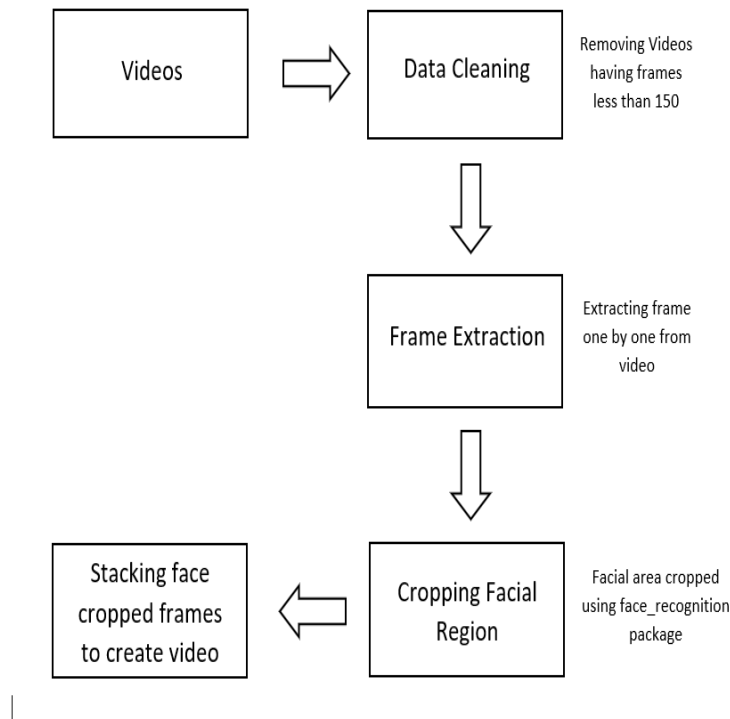 Videos
Data Cleaning
Removing Videos
having frames
less than 150
Frame Extraction
Extracting frame
one by one from
video
Cropping Facial
Region
Facial area cropped
using face_recognition
package
Stacking face
cropped frames
to create video